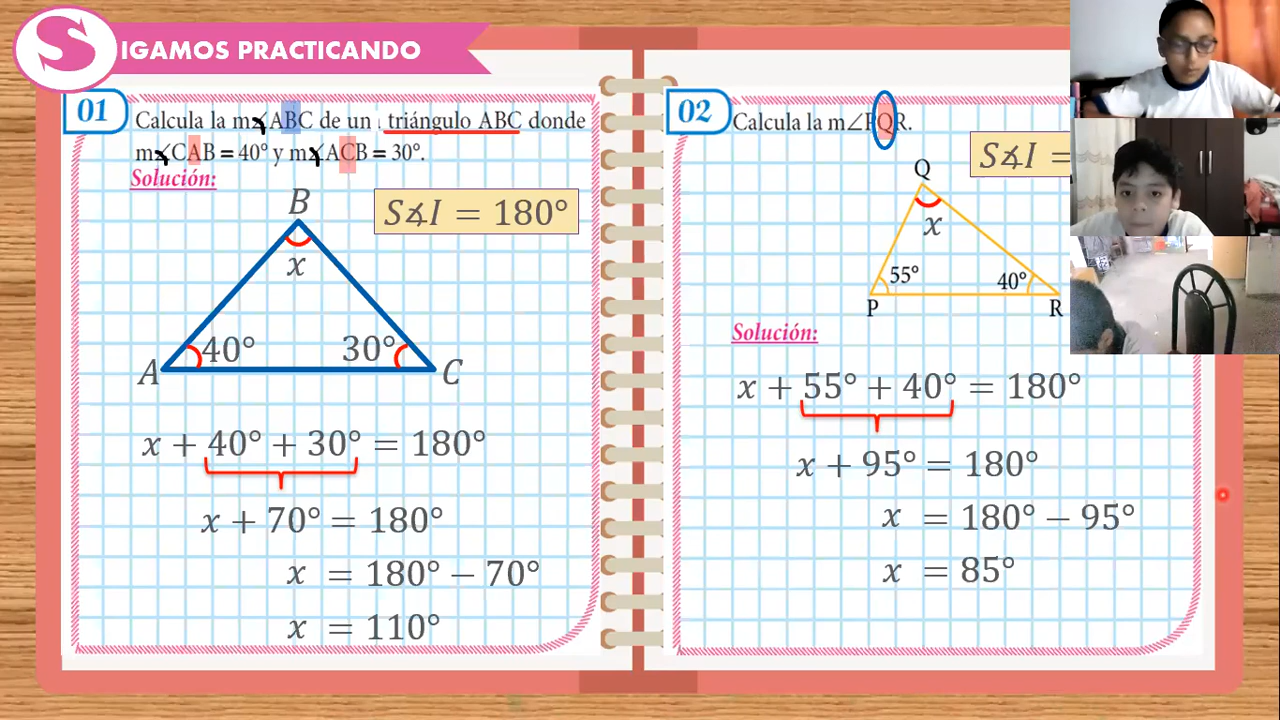 SIGAMOS PRACTICANDO
01
Calcula la m∡ABC de un triángulo ABC donde
m∡CAB = 40° y m∡ACB = 30°.
Solución:
S∡I = 180°
B
x
40°
30°
A
C
x + 40° + 30° = 180°
x + 70° = 180°
x = 180° − 70°
x = 110°
02
Calcula la m∠PQR.
S∡I =
Q
x
55°
40°
P
R
Solución:
x + 55° + 40° = 180°
x + 95° = 180°
x = 180° − 95°
x = 85°